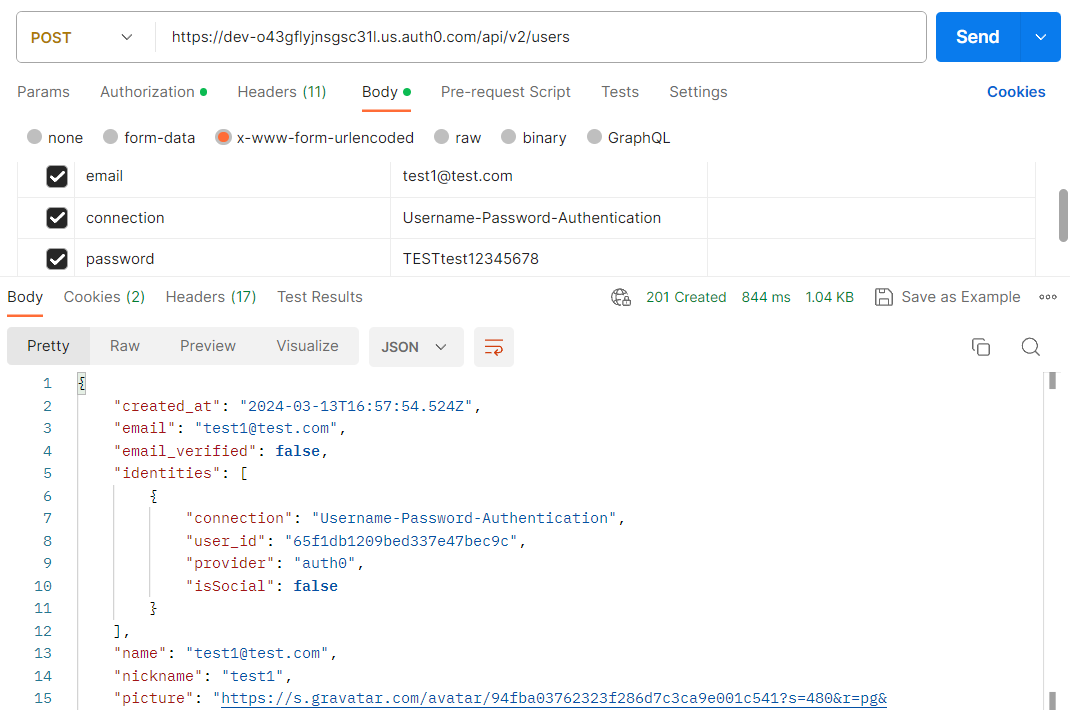 POST https://dev-o43gflyjnsgsc31l.us.auth0.com/api/v2/users Send
Params Authorization Headers (11) Body Pre-request Script Tests Settings Cookies
none form-data x-www-form-urlencoded raw binary GraphQL
email test1@test.com
connection Username-Password-Authentication
password TESTtest12345678
Body Cookies (2) Headers (17) Test Results 201 Created 844 ms 1.04 KB Save as Example
Pretty Raw Preview Visualize JSON
1 {
2 "created_at": "2024-03-13T16:57:54.524Z",
3 "email": "test1@test.com",
4 "email_verified": false,
5 "identities": [
6 {
7 "connection": "Username-Password-Authentication",
8 "user_id": "65f1db1209bed337e47bec9c",
9 "provider": "auth0",
10 "isSocial": false
11 }
12 ],
13 "name": "test1@test.com",
14 "nickname": "test1",
15 "picture": "https://s.gravatar.com/avatar/94fba03762323f286d7c3ca9e001c541?s=480&r=pg&